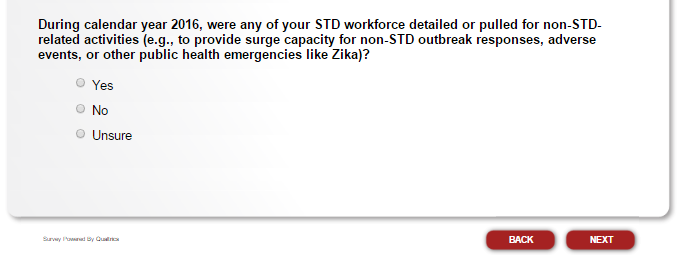 During calendar year 2016, were any of your STD workforce detailed or pulled for non-STD-
related activities (e.g., to provide surge capacity for non-STD outbreak responses, adverse
events, or other public health emergencies like Zika)?
Yes
No
Unsure
Survey Powered By Qualtrics
BACK NEXT